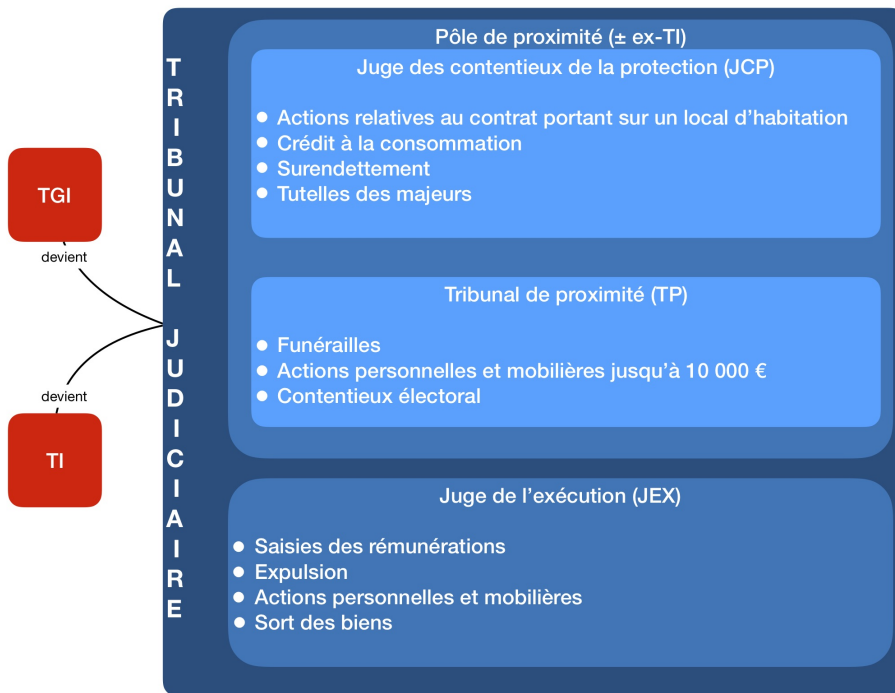 Pôle de proximité (± ex-TI)
Juge des contentieux de la protection (JCP)
Actions relatives au contrat portant sur un local d'habitation
Crédit à la consommation
Surendettement
Tutelles des majeurs
TGI
devient
TRIBUNAL JUDICIAIRE
Tribunal de proximité (TP)
Funérailles
Actions personnelles et mobilières jusqu'à 10 000 €
Contentieux électoral
devient
TI
Juge de l'exécution (JEX)
Saisies des rémunérations
Expulsion
Actions personnelles et mobilières
Sort des biens